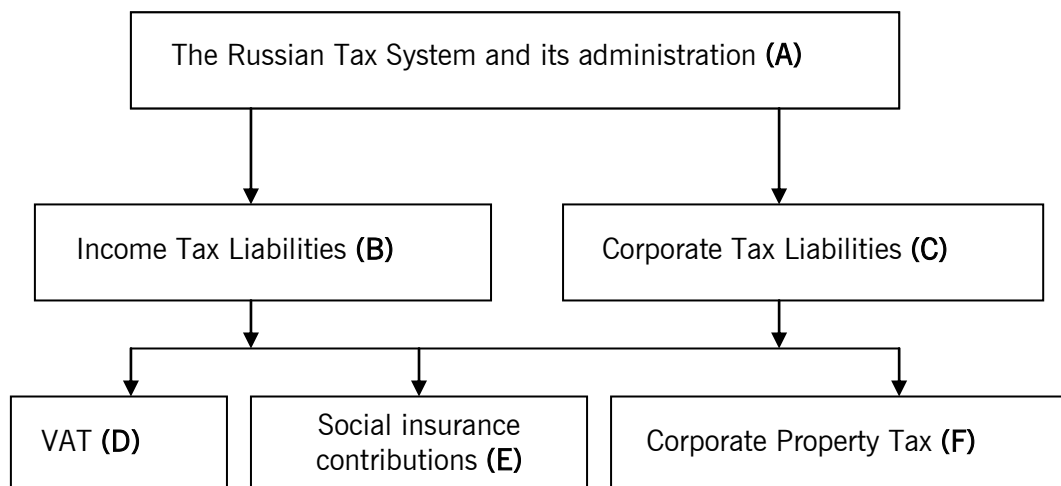 The Russian Tax System and its administration (A)
Income Tax Liabilities (B)
Corporate Tax Liabilities (C)
VAT (D)
Social insurance
contributions (E)
Corporate Property Tax (F)